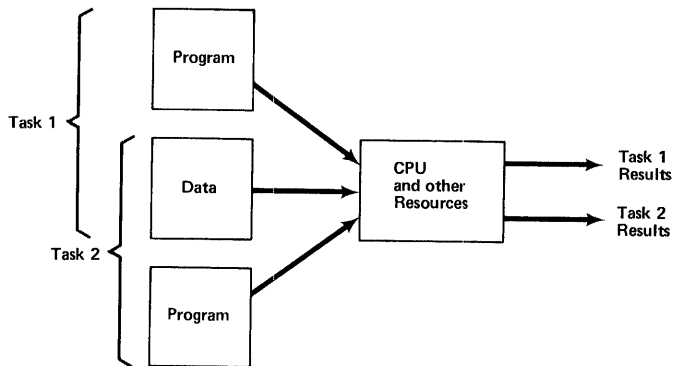 Program
Task 1
Data
CPU
and other
Resources
Task 1
Results
Task 2
Results
Task 2
Program